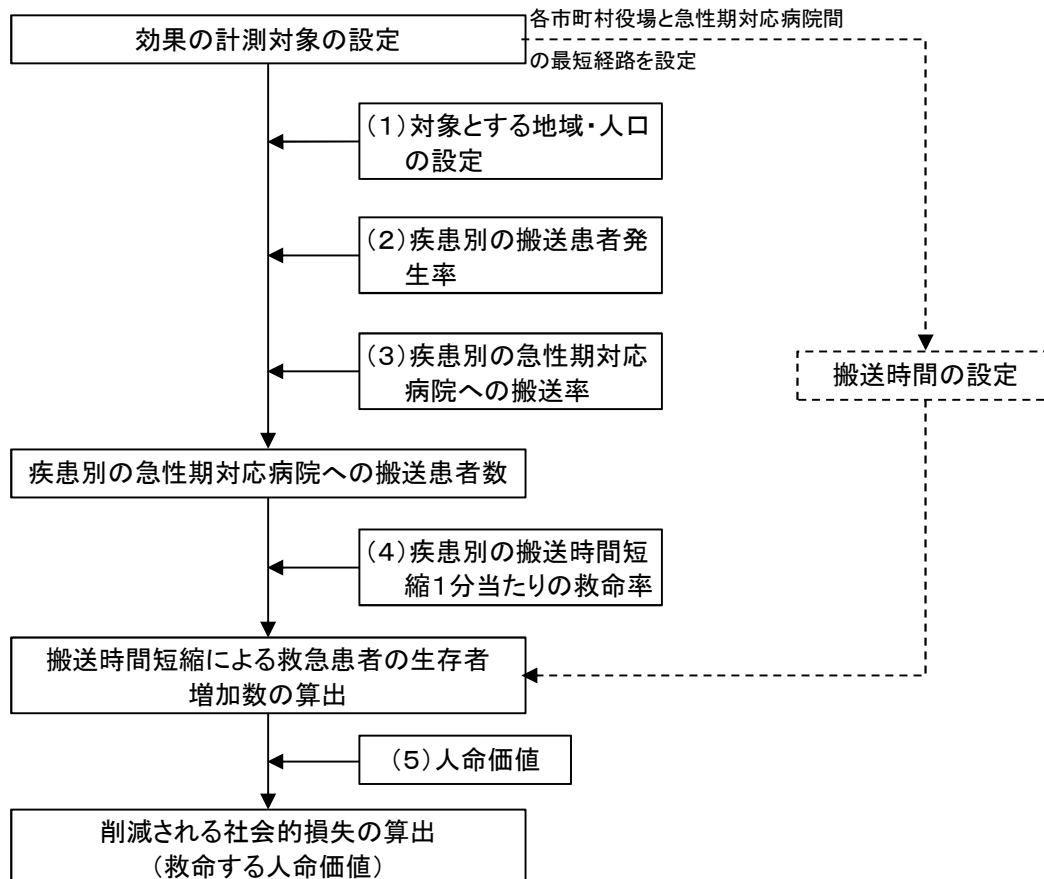 効果の計測対象の設定
各市町村役場と急性期対応病院間
の最短経路を設定
（１）対象とする地域・人口
の設定
（２）疾患別の搬送患者発
生率
（３）疾患別の急性期対応
病院への搬送率
搬送時間の設定
疾患別の急性期対応病院への搬送患者数
（４）疾患別の搬送時間短
縮１分当たりの救命率
搬送時間短縮による救急患者の生存者
増加数の算出
（５）人命価値
削減される社会的損失の算出
（救命する人命価値）